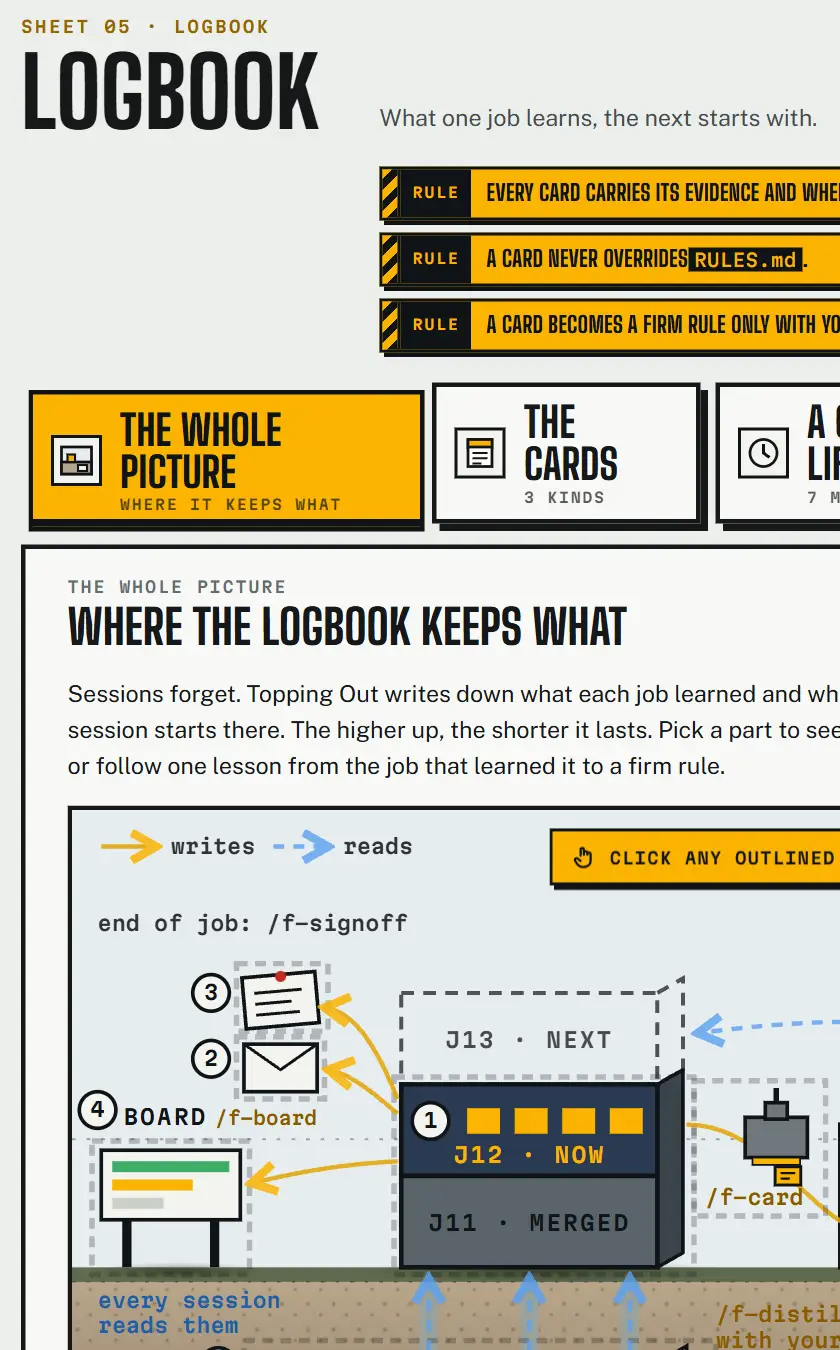 SHEET 05 · LOGBOOK
LOGBOOK
What one job learns, the next starts with.
RULE EVERY CARD CARRIES ITS EVIDENCE AND
RULE A CARD NEVER OVERRIDES RULES.md.
RULE A CARD BECOMES A FIRM RULE ONLY WITH
THE WHOLE
PICTURE
WHERE IT KEEPS WHAT
THE
CARDS
3 KINDS
A
7
THE WHOLE PICTURE
WHERE THE LOGBOOK KEEPS WHAT
Sessions forget. Topping Out writes down what each job learned and
session starts there. The higher up, the shorter it lasts. Pick a part to see
or follow one lesson from the job that learned it to a firm rule.
writes reads
CLICK ANY OUTLINED
end of job: /f-signoff
3
2
J13 · NEXT
4 BOARD /f-board
1
J12 · NOW
/f-card
J11 · MERGED
every session
reads them
with your